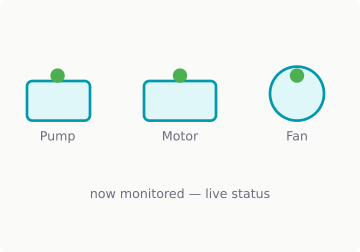 Pump
Motor
Fan
now monitored — live status